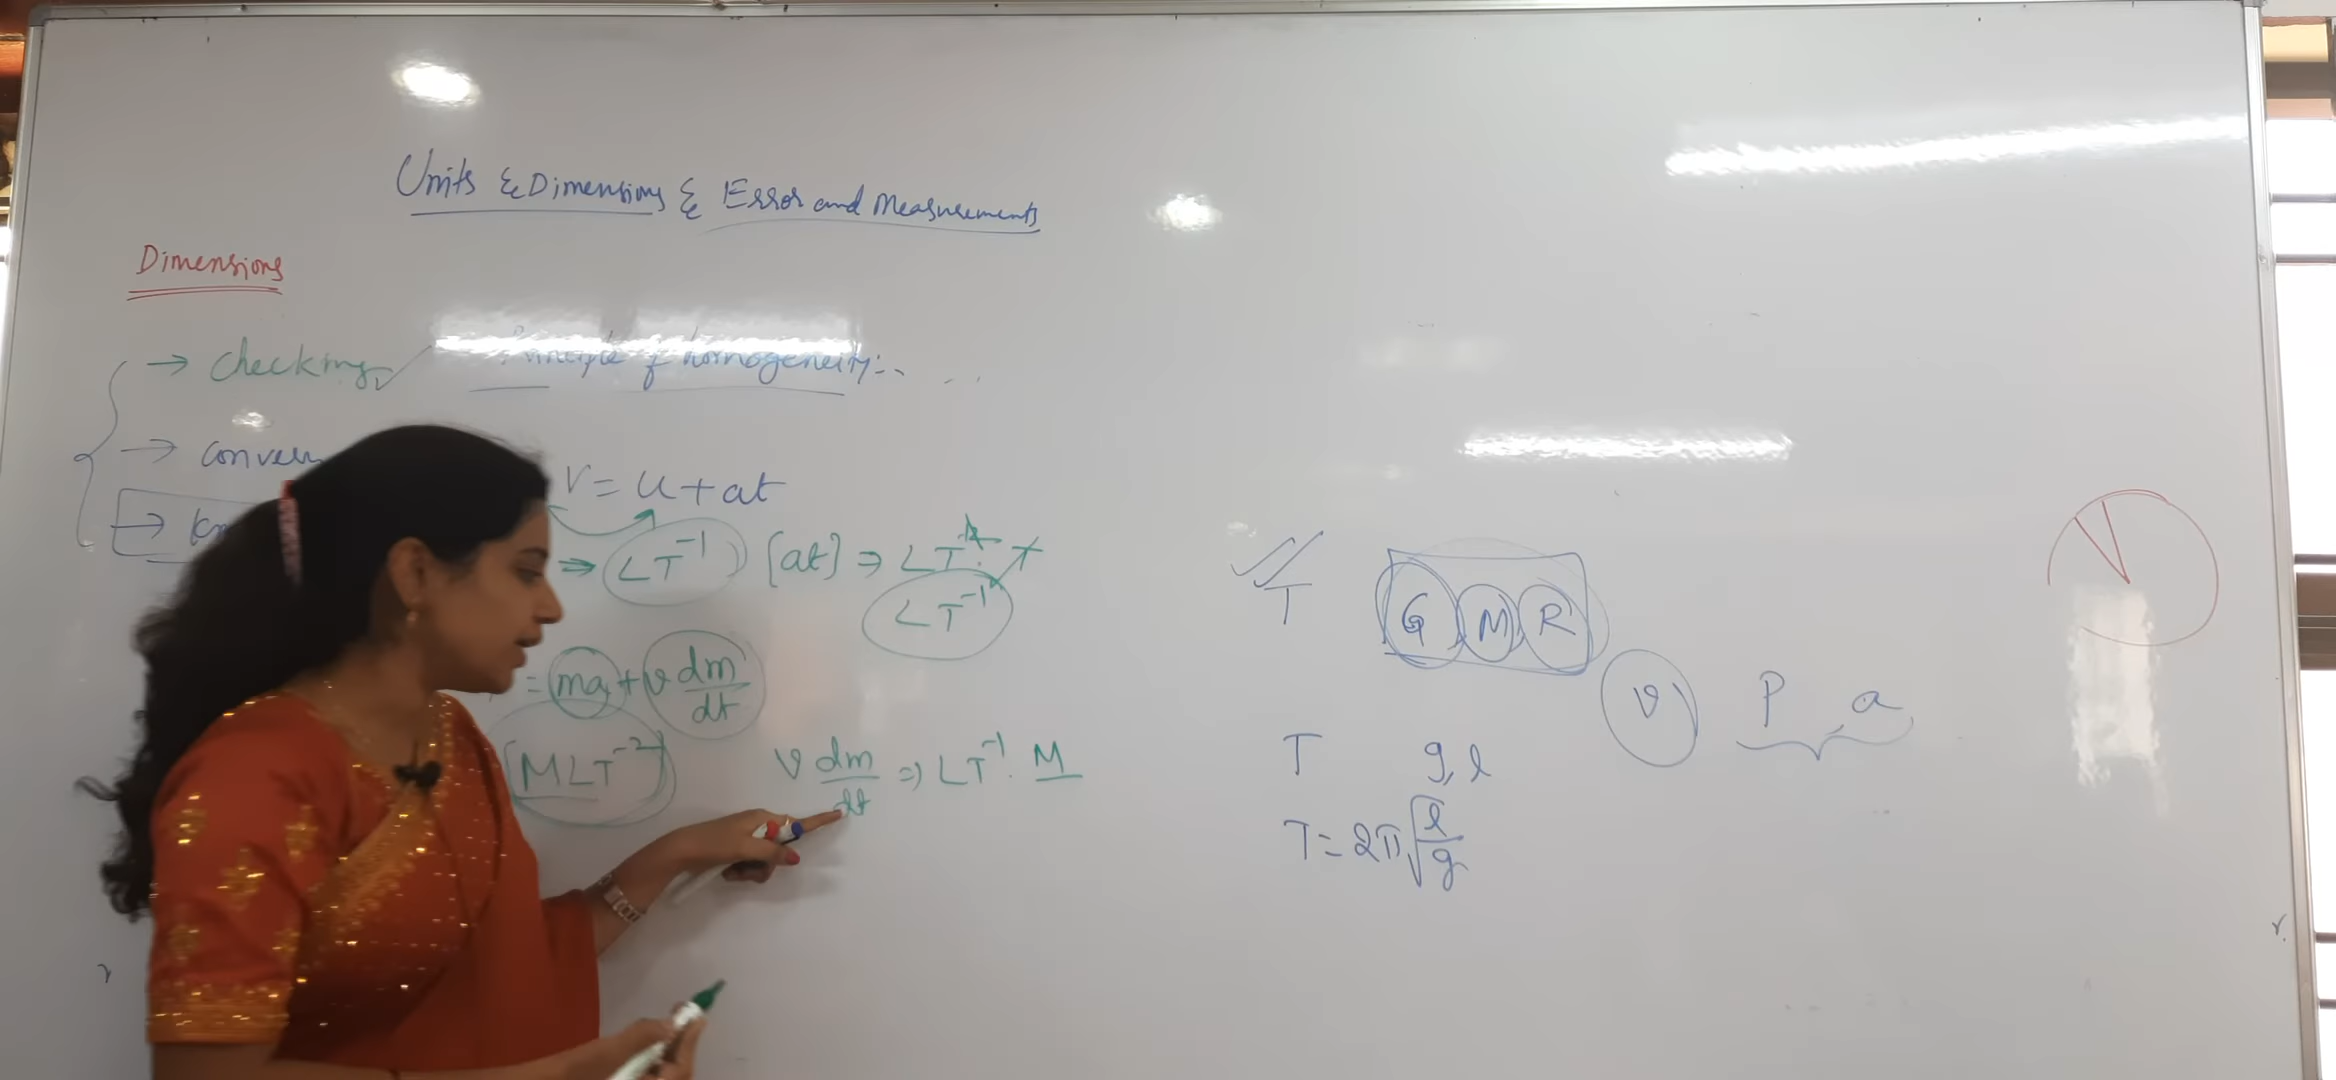 Units & Dimensions & Error and Measurements
Dimensions
→ Checking ✓ Principle of homogeneity:-
→
→
V = u + at
⇒ LT⁻¹ [at] ⇒ LT . T
LT⁻¹
= ma + v dm/dt
[MLT⁻²]
v dm/dt ⇒ LT⁻¹ . M
T G M R
v P a
T g, l
T = 2π√(l/g)